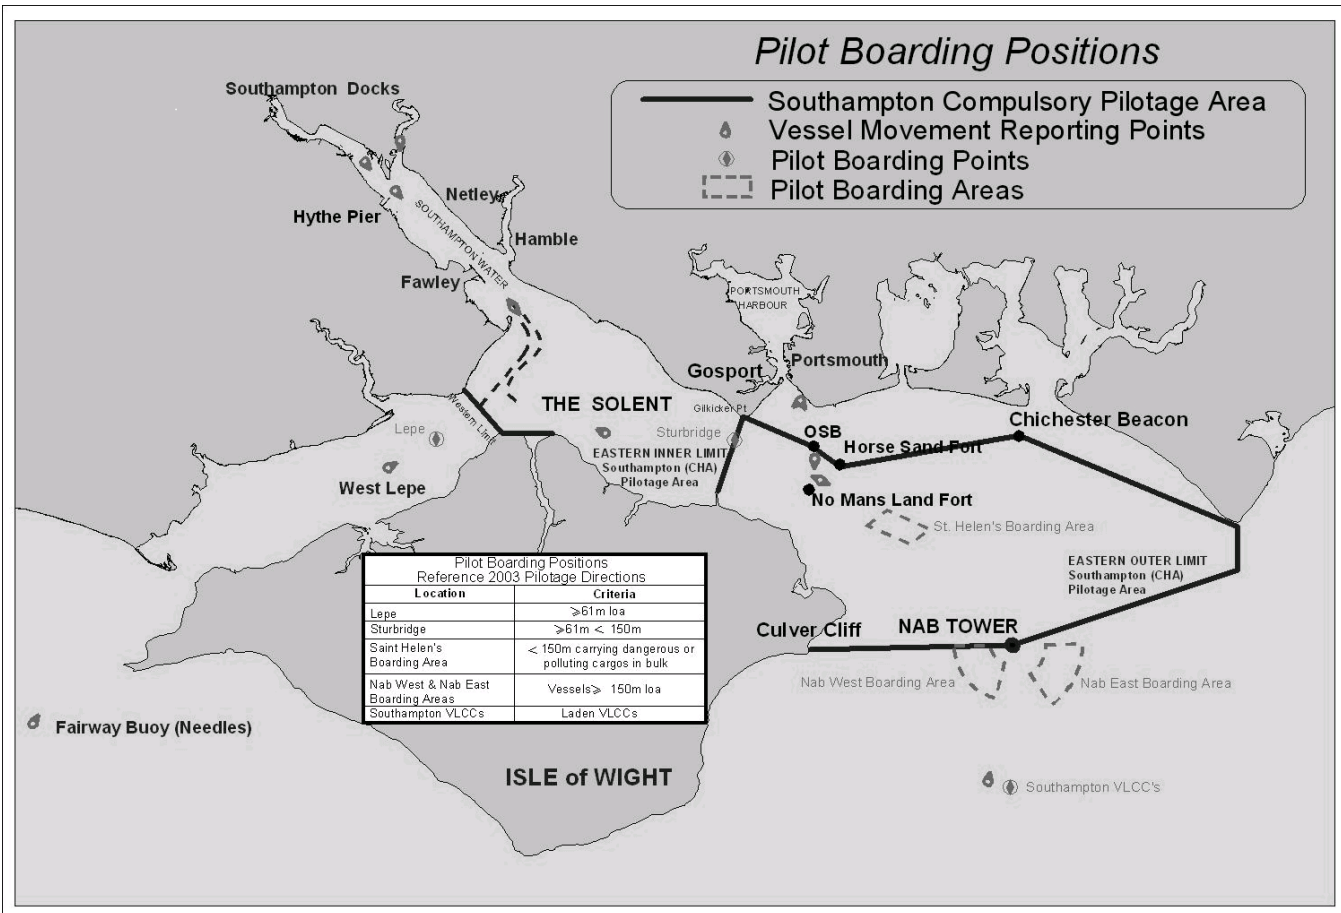 Pilot Boarding Positions
Southampton Compulsory Pilotage Area
Vessel Movement Reporting Points
Pilot Boarding Points
Pilot Boarding Areas
Southampton Docks
Netley
Hythe Pier
SOUTHAMPTON WATER
Hamble
Fawley
PORTSMOUTH
HARBOUR
Portsmouth
Gosport
Western Limit
THE SOLENT
Gilkicker Pt
Chichester Beacon
Lepe
Sturbridge
OSB
Horse Sand Fort
EASTERN INNER LIMIT
Southampton (CHA)
Pilotage Area
West Lepe
No Mans Land Fort
St. Helen's Boarding Area
EASTERN OUTER LIMIT
Southampton (CHA)
Pilotage Area
Pilot Boarding Positions
Reference 2003 Pilotage Directions
Location Criteria
Lepe ⩾61m loa
Sturbridge ⩾61m < 150m
Saint Helen's
Boarding Area
< 150m carrying dangerous or
polluting cargos in bulk
Nab West & Nab East
Boarding Areas
Vessels⩾ 150m loa
Southampton VLCCs Laden VLCCs
Culver Cliff
NAB TOWER
Nab West Boarding Area
Nab East Boarding Area
Fairway Buoy (Needles)
ISLE of WIGHT
Southampton VLCC's